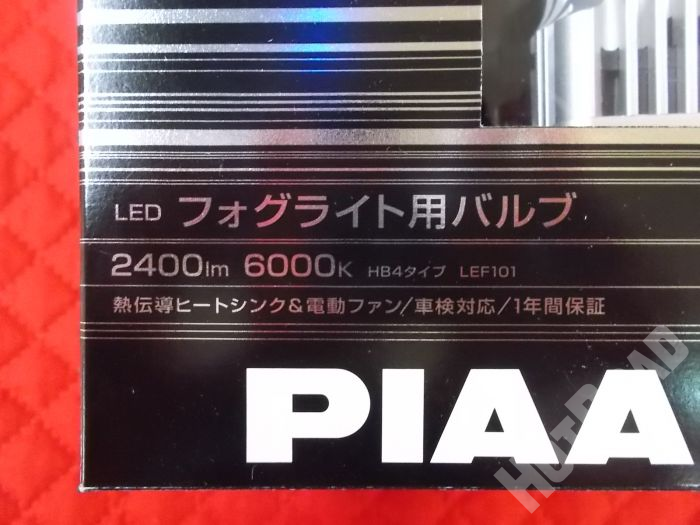 LED フォグライト用バルブ
2400lm 6000K HB4タイプ LEF101
熱伝導ヒートシンク&電動ファン/車検対応/1年間保証
PIAA
HOTROAD